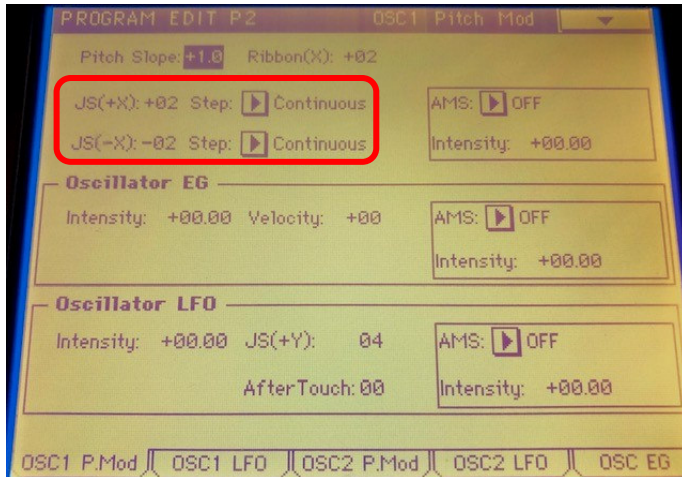 PROGRAM EDIT P2 OSC1 Pitch Mod
Pitch Slope: +1.0 Ribbon(X): +02
JS(+X): +02 Step: Continuous
AMS: OFF
JS(-X): -02 Step: Continuous
Intensity: +00.00
Oscillator EG
Intensity: +00.00 Velocity: +00
AMS: OFF
Intensity: +00.00
Oscillator LFO
Intensity: +00.00 JS(+Y): 04
AMS: OFF
AfterTouch: 00
Intensity: +00.00
OSC1 P.Mod OSC1 LFO OSC2 P.Mod OSC2 LFO OSC EG